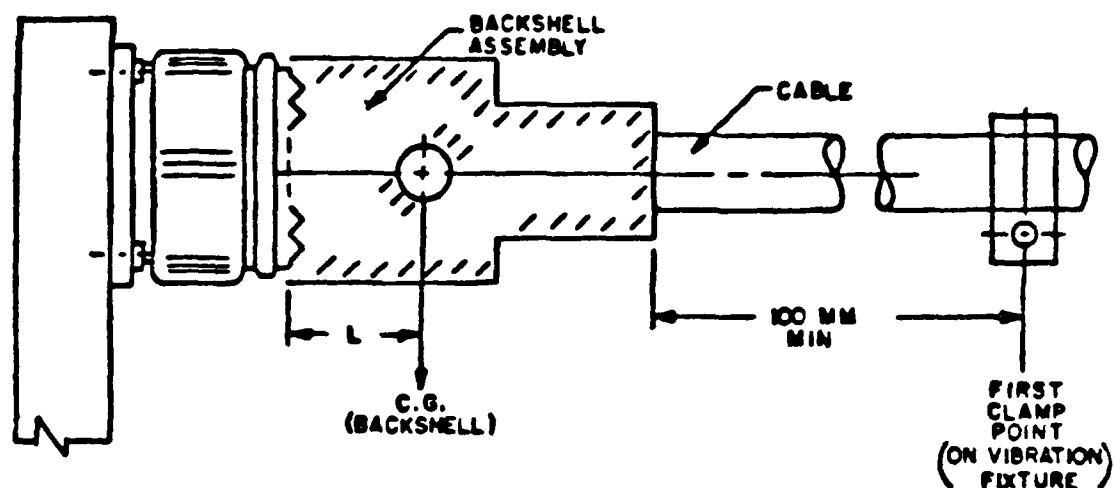 BACKSHELL
ASSEMBLY
CABLE
L
100 MM
MIN
C.G.
(BACKSHELL)
FIRST
CLAMP
POINT
(ON VIBRATION)
FIXTURE